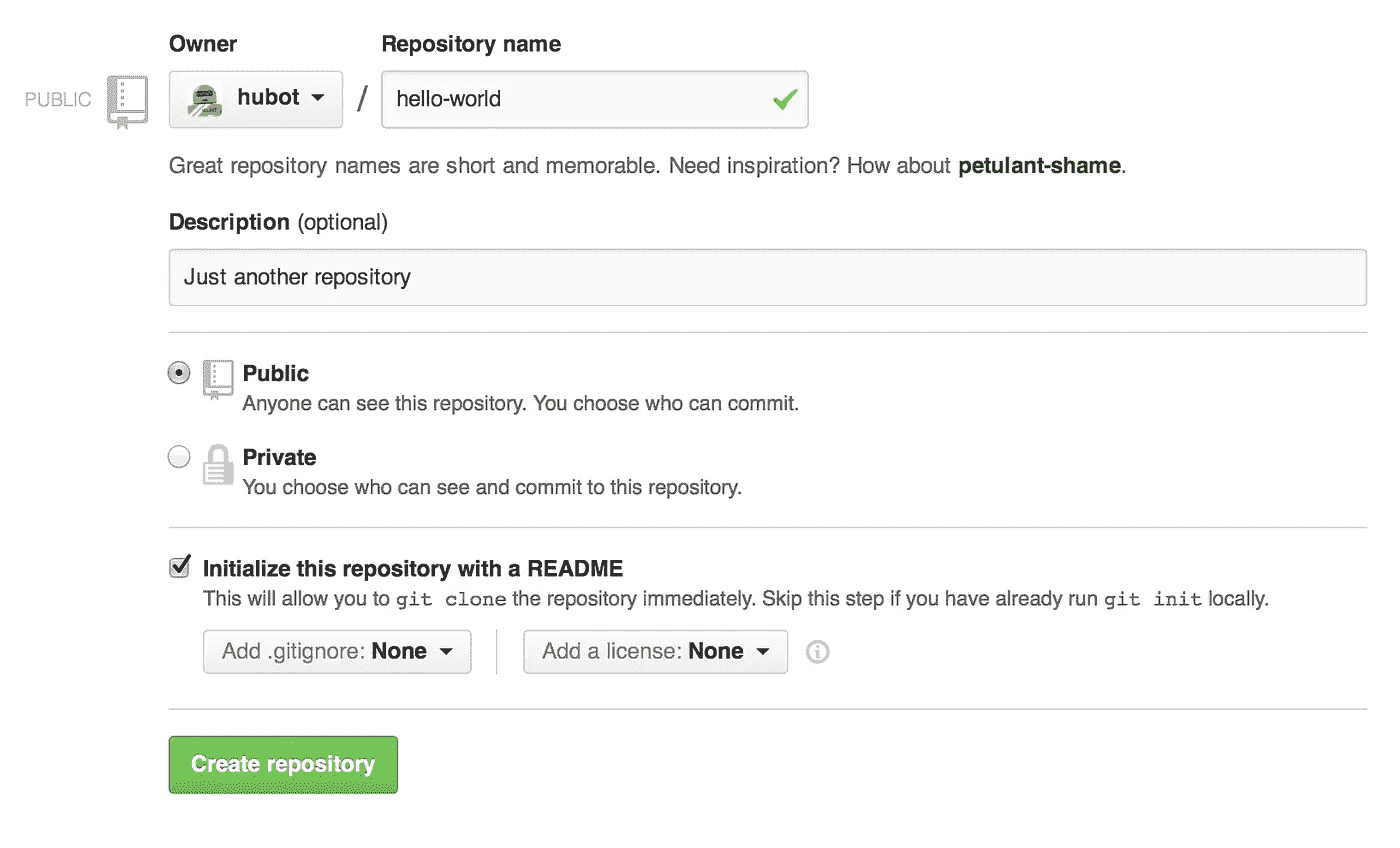 Owner
Repository name
PUBLIC
hubot
/
hello-world
Great repository names are short and memorable. Need inspiration? How about petulant-shame.
Description (optional)
Just another repository
Public
Anyone can see this repository. You choose who can commit.
Private
You choose who can see and commit to this repository.
Initialize this repository with a README
This will allow you to git clone the repository immediately. Skip this step if you have already run git init locally.
Add .gitignore: None
Add a license: None
Create repository